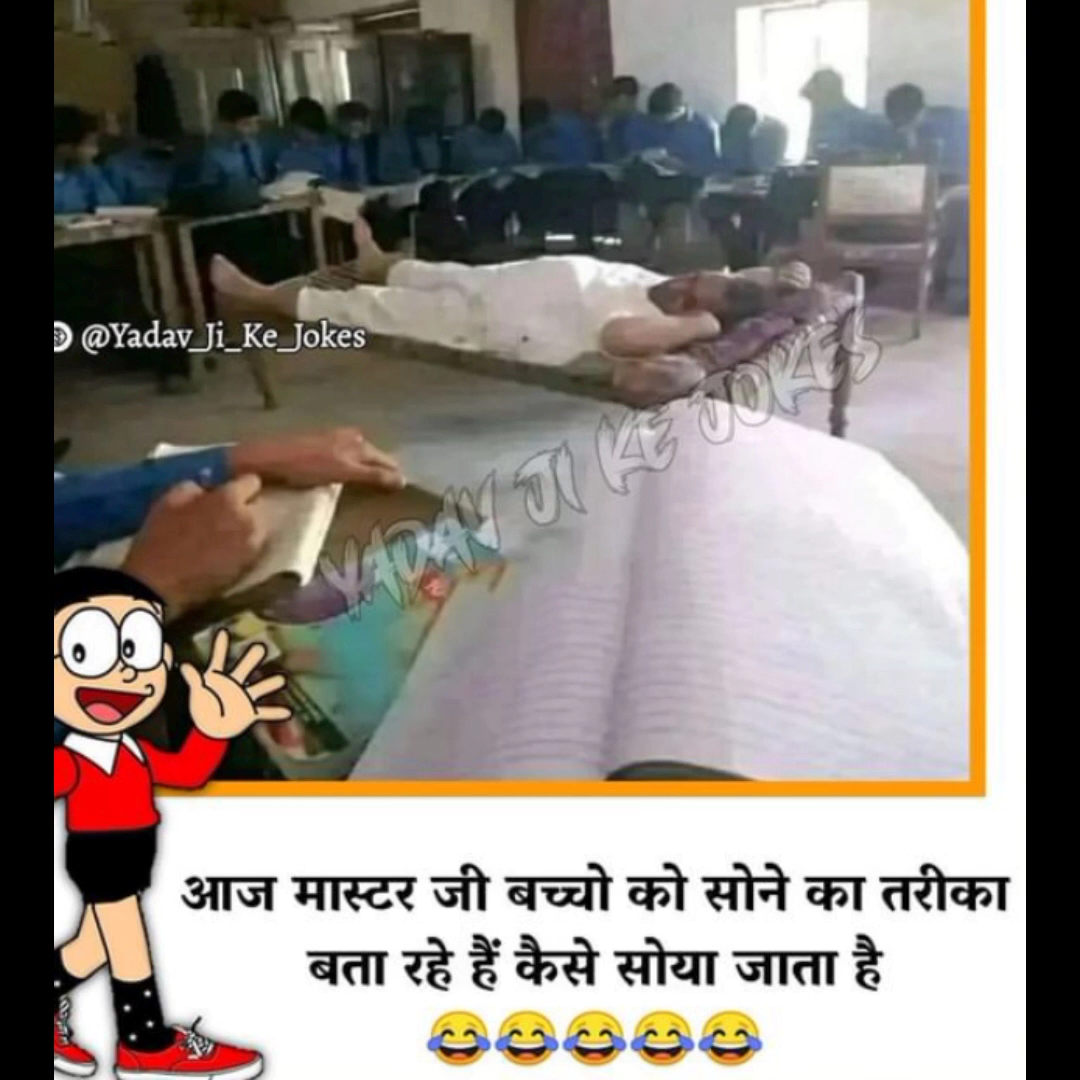 @Yadav_Ji_Ke_Jokes
YADAV JI KE JOKES
आज मास्टर जी बच्चो को सोने का तरीका
बता रहे हैं कैसे सोया जाता है
😂😂😂😂😂